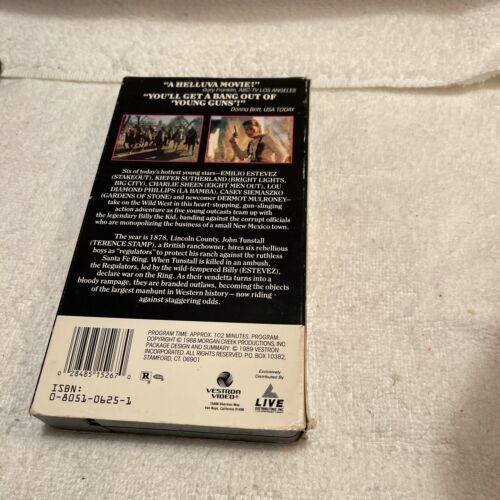 "A HELLUVA MOVIE!"
Gary Franklin, ABC-TV LOS ANGELES
"YOU'LL GET A BANG OUT OF
'YOUNG GUNS'!"
Donna Britt, USA TODAY
Six of today's hottest young stars—EMILIO ESTEVEZ
(STAKEOUT), KIEFER SUTHERLAND (BRIGHT LIGHTS,
BIG CITY), CHARLIE SHEEN (EIGHT MEN OUT), LOU
DIAMOND PHILLIPS (LA BAMBA), CASEY SIEMASZKO
(GARDENS OF STONE) and newcomer DERMOT MULRONEY—
take on the Wild West in this heart-stopping, gun-slinging
action adventure as five young outcasts team up with
the legendary Billy the Kid, banding against the corrupt officials
who are monopolizing the business of a small New Mexico town.
The year is 1878, Lincoln County. John Tunstall
(TERENCE STAMP), a British ranchowner, hires six rebellious
boys as "regulators" to protect his ranch against the ruthless
Santa Fe Ring. When Tunstall is killed in an ambush,
the Regulators, led by the wild-tempered Billy (ESTEVEZ),
declare war on the Ring. As their vendetta turns into a
bloody rampage, they are branded outlaws, becoming the objects
of the largest manhunt in Western history—now riding
against staggering odds.
PROGRAM TIME: APPROX. 102 MINUTES. PROGRAM:
COPYRIGHT © 1988 MORGAN CREEK PRODUCTIONS, INC
PACKAGE DESIGN AND SUMMARY: © 1989 VESTRON
INCORPORATED. ALL RIGHTS RESERVED. P.O. BOX 10382,
STAMFORD, CT. 06901
0 28485 15267 0
ISBN:
0-8051-0625-1
R
VESTRON
VIDEO
Van Nuys, California
Exclusively
Distributed By
LIVE
DISTRIBUTING INC